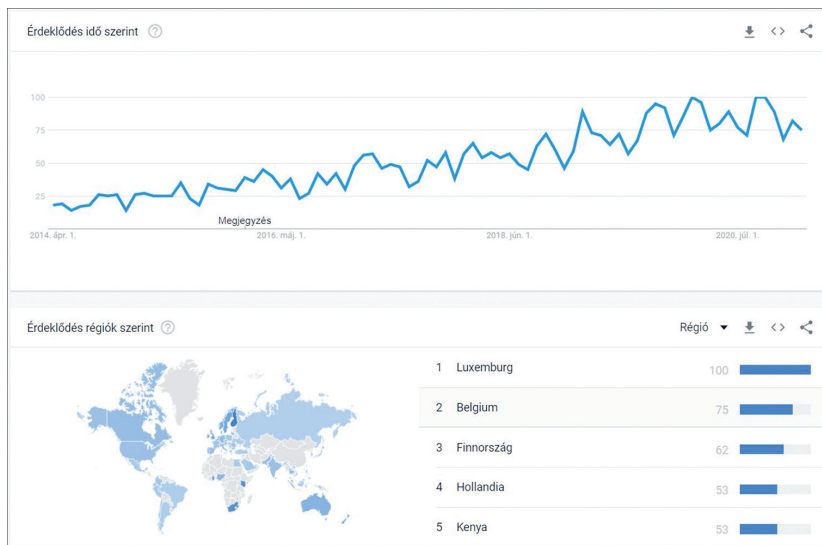 Érdeklődés idő szerint
100
75
50
25
Megjegyzés
2014. ápr. 1.
2016. máj. 1.
2018. jún. 1.
2020. júl. 1.
Érdeklődés régiók szerint
Régió
1 Luxemburg 100
2 Belgium 75
3 Finnország 62
4 Hollandia 53
5 Kenya 53